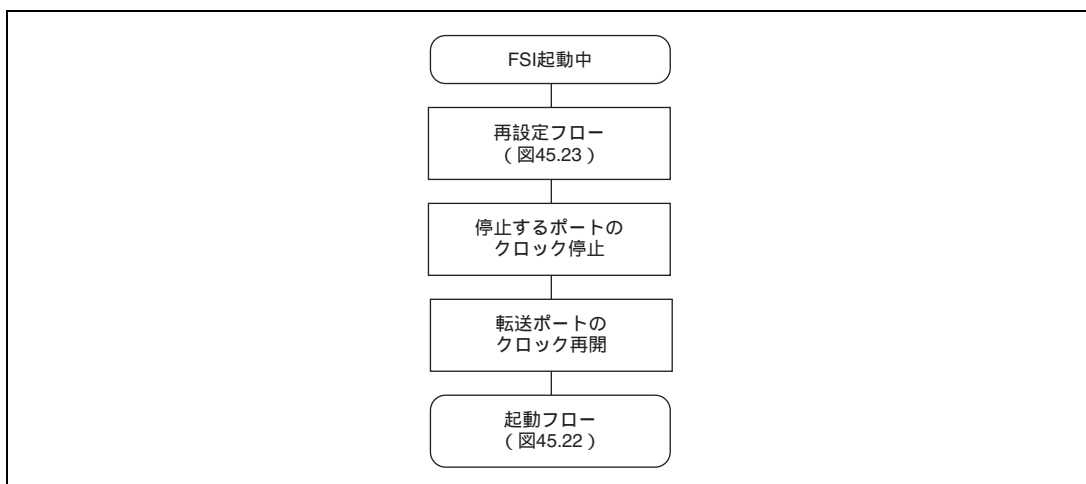 FSI起動中
再設定フロー
（図45.23）
停止するポートの
クロック停止
転送ポートの
クロック再開
起動フロー
（図45.22）